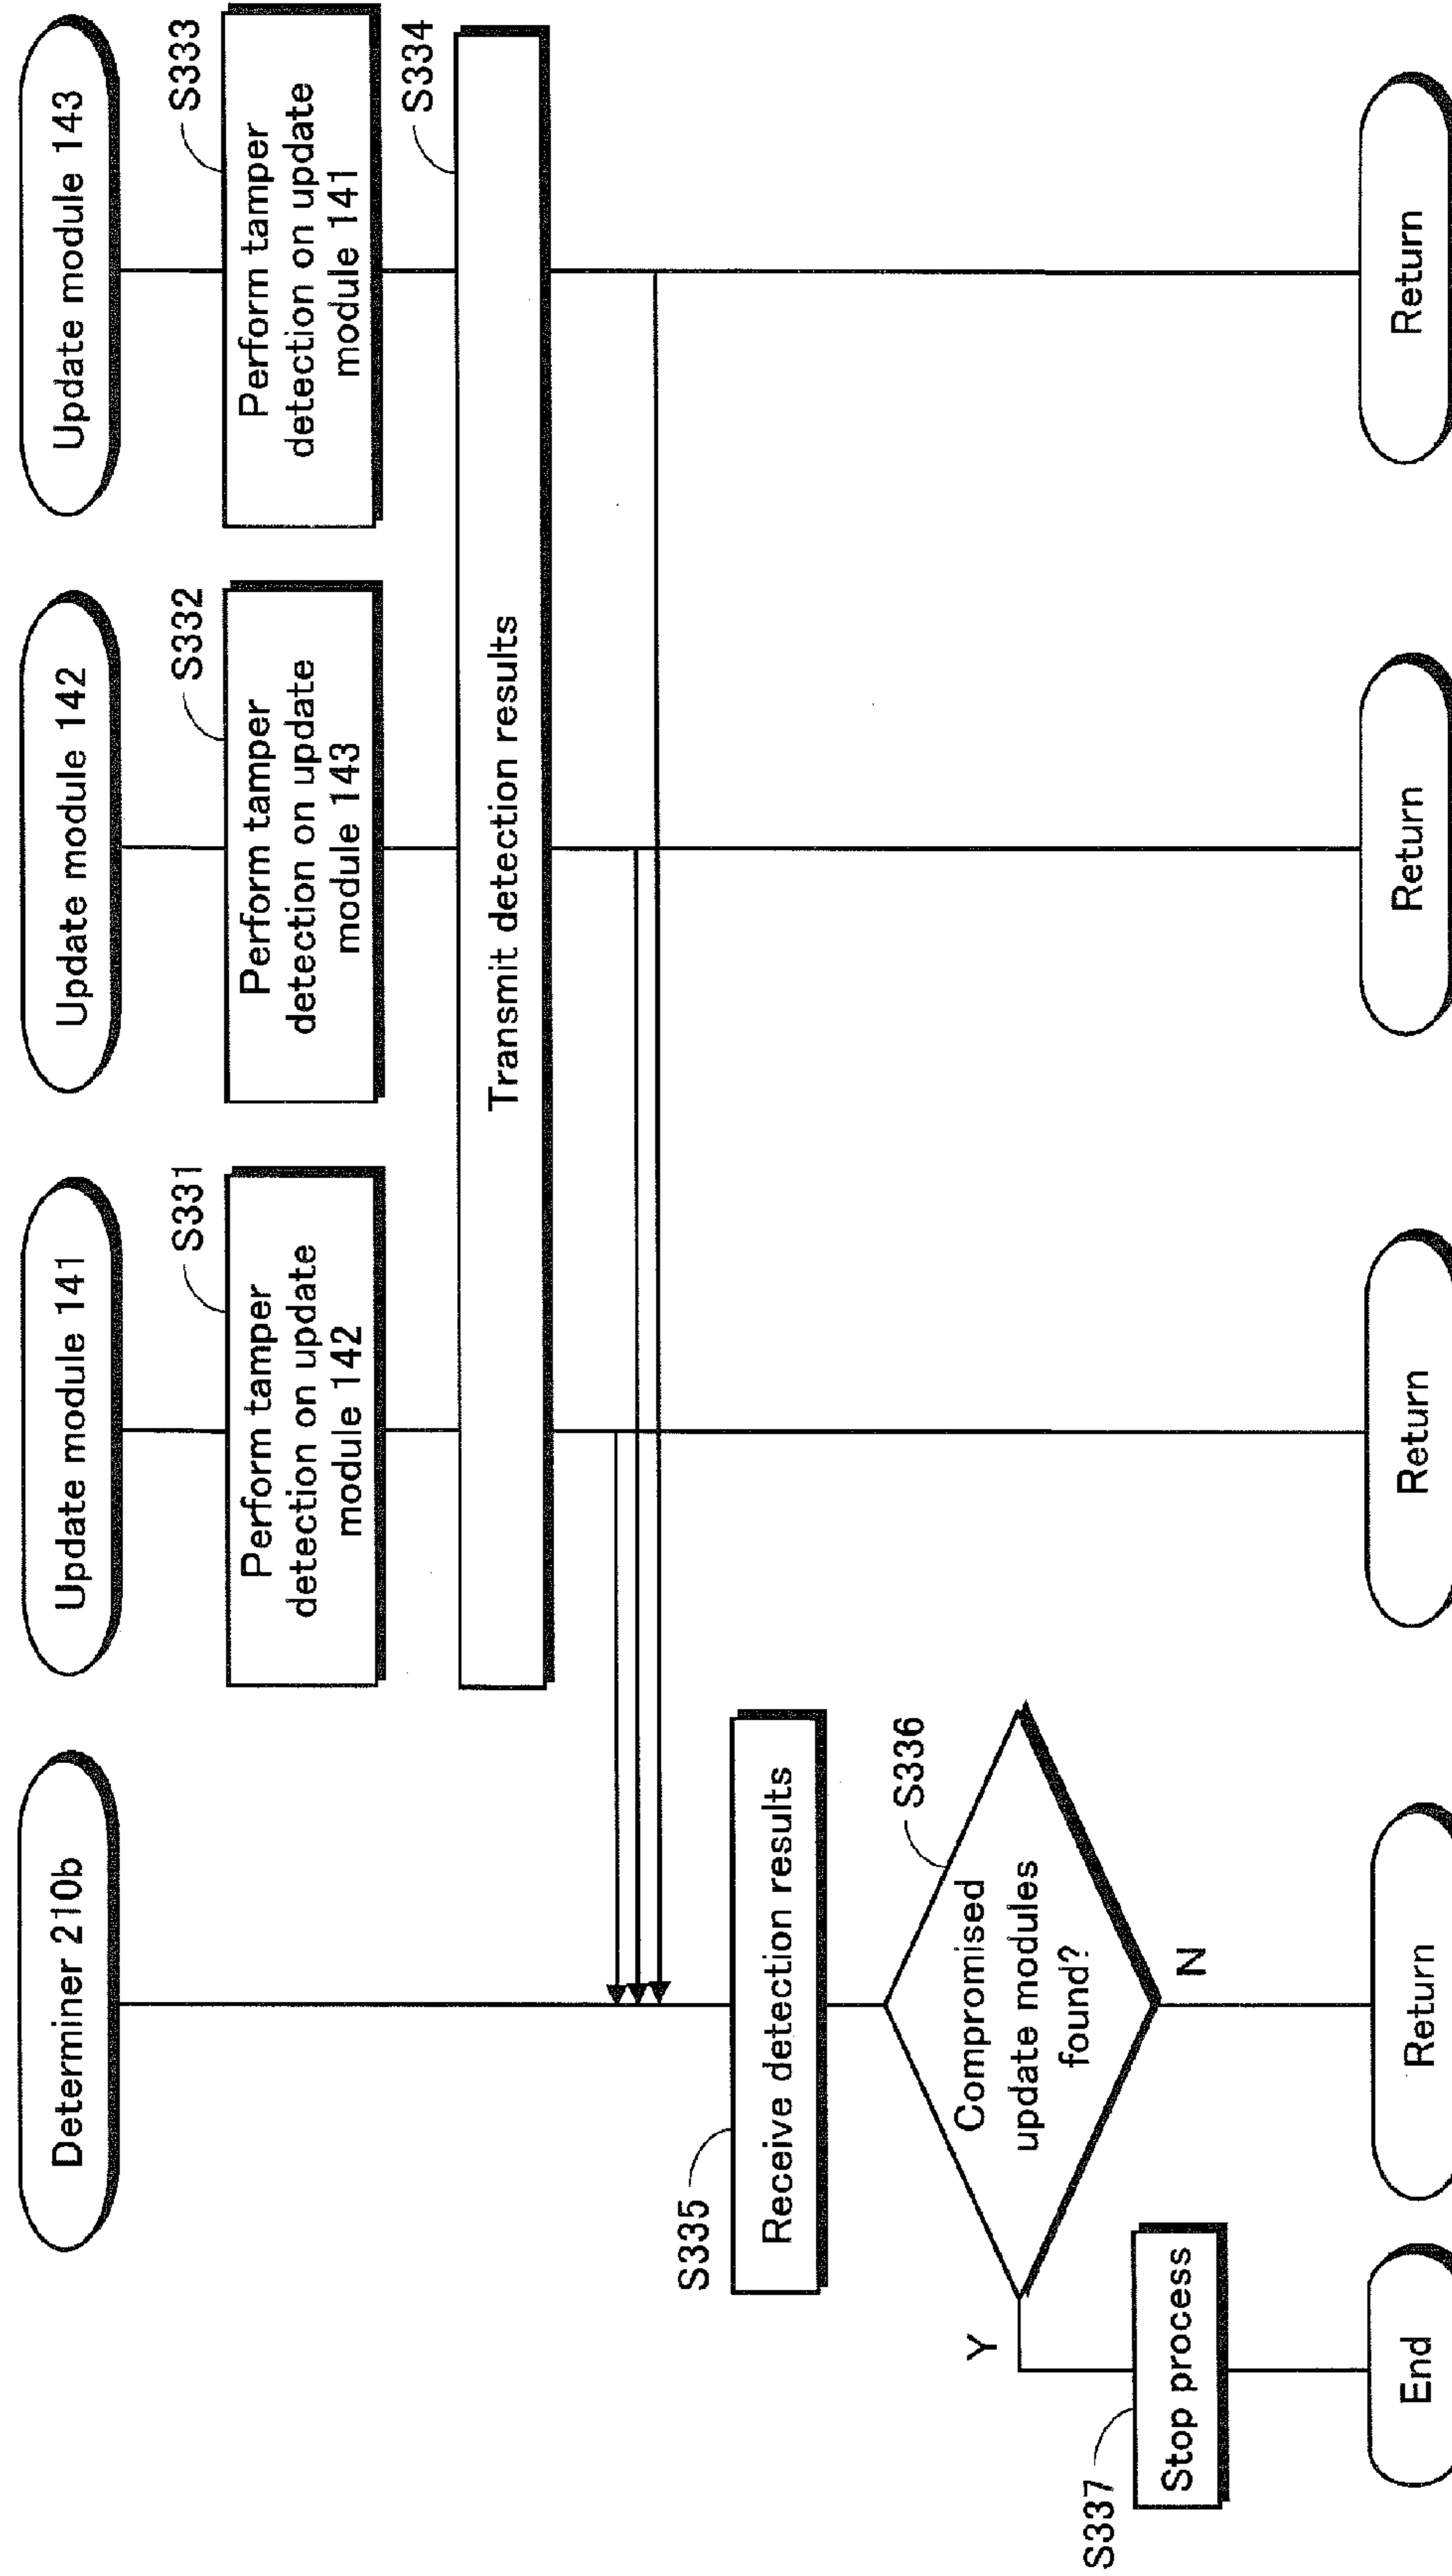 Determiner 210b
Update module 141
Update module 142
Update module 143
S331
Perform tamper
detection on update
module 142
S332
Perform tamper
detection on update
module 143
S333
Perform tamper
detection on update
module 141
S334
Transmit detection results
S335
Receive detection results
S336
Compromised
update modules
found?
Y
N
S337
Stop process
End
Return
Return
Return
Return